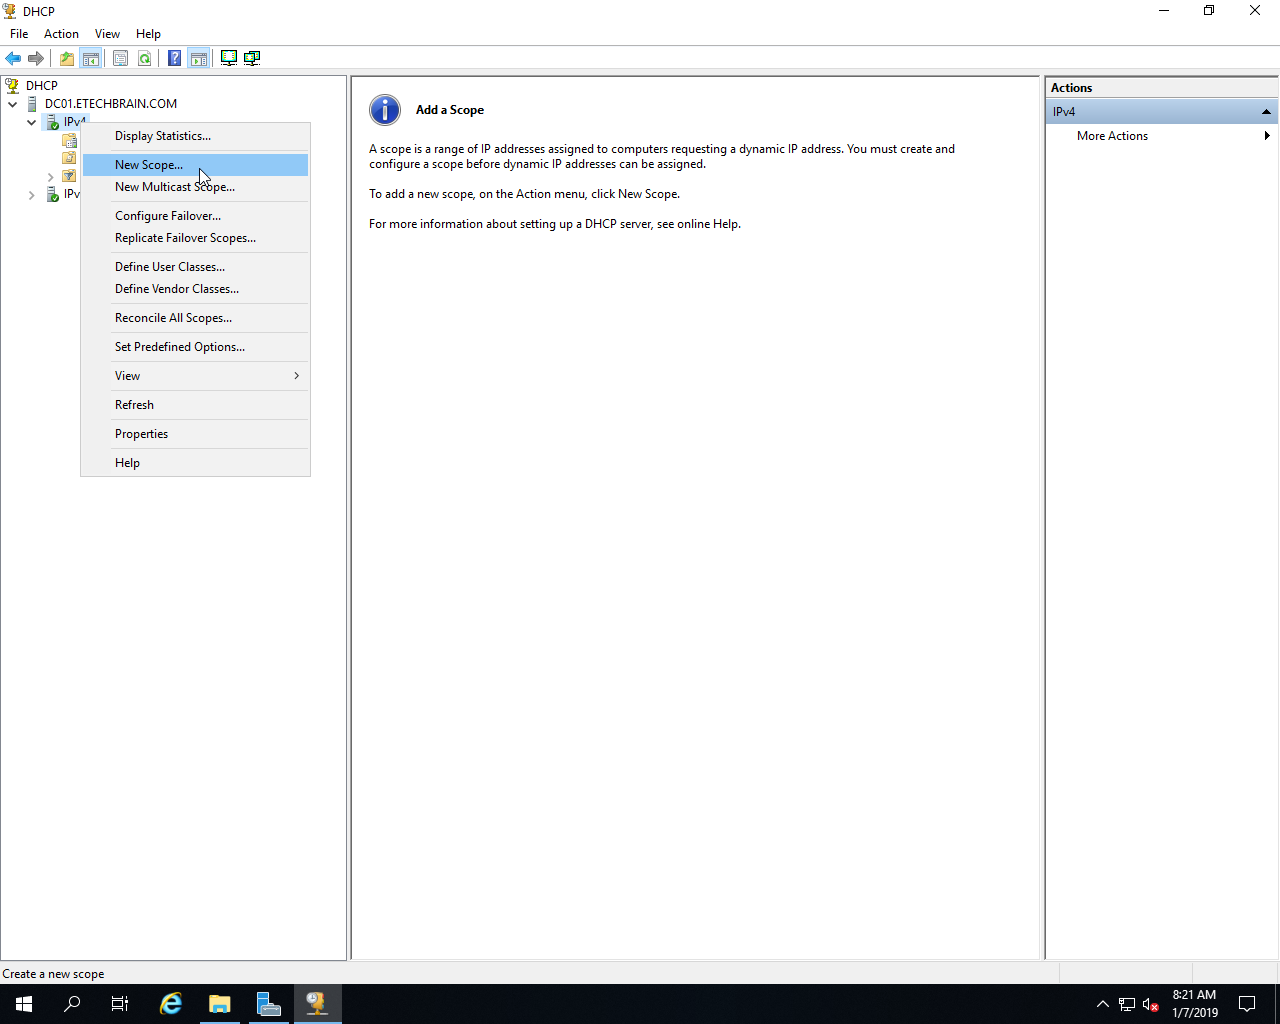 DHCP
File Action View Help
DHCP
DC01.ETECHBRAIN.COM
IPv4
IPv
Display Statistics...
New Scope...
New Multicast Scope...
Configure Failover...
Replicate Failover Scopes...
Define User Classes...
Define Vendor Classes...
Reconcile All Scopes...
Set Predefined Options...
View
Refresh
Properties
Help
Add a Scope
A scope is a range of IP addresses assigned to computers requesting a dynamic IP address. You must create and
configure a scope before dynamic IP addresses can be assigned.
To add a new scope, on the Action menu, click New Scope.
For more information about setting up a DHCP server, see online Help.
Actions
IPv4
More Actions
Create a new scope
8:21 AM
1/7/2019